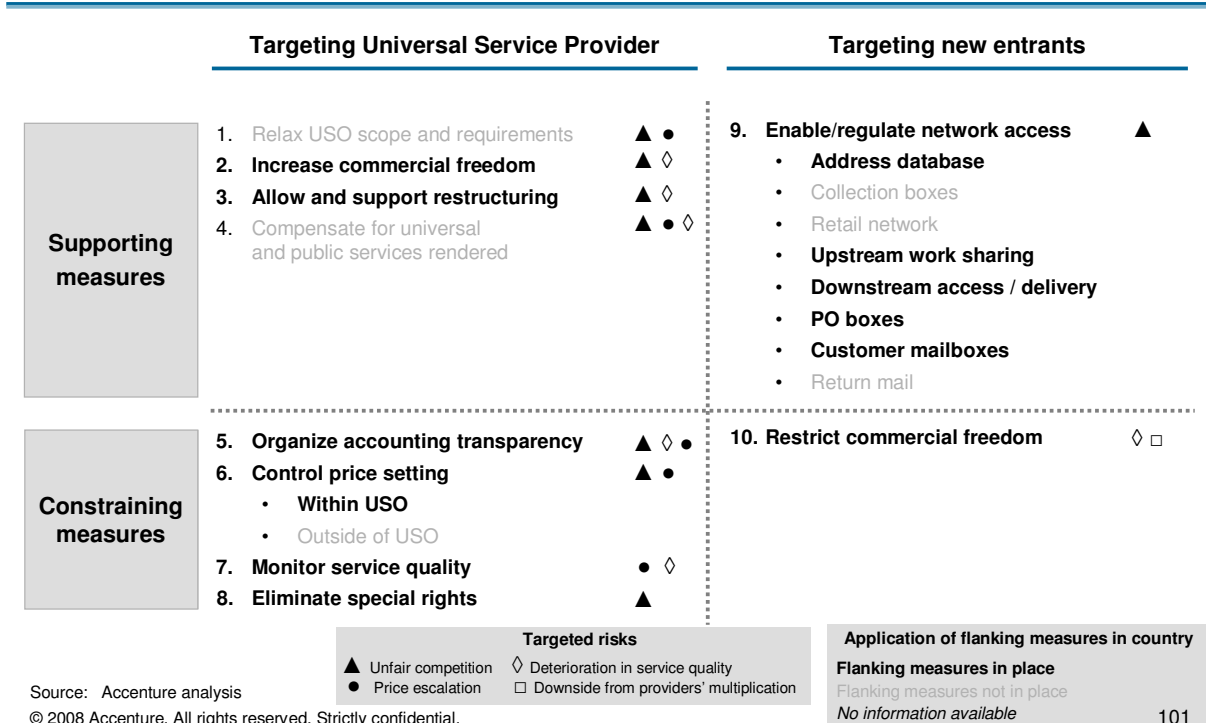 Targeting Universal Service Provider
Targeting new entrants
Supporting
measures
1. Relax USO scope and requirements ▲ ●
2. Increase commercial freedom ▲ ◊
3. Allow and support restructuring ▲ ◊
4. Compensate for universal ▲ ● ◊
and public services rendered
9. Enable/regulate network access ▲
• Address database
• Collection boxes
• Retail network
• Upstream work sharing
• Downstream access / delivery
• PO boxes
• Customer mailboxes
• Return mail
Constraining
measures
5. Organize accounting transparency ▲ ◊ ●
6. Control price setting ▲ ●
• Within USO
• Outside of USO
7. Monitor service quality ● ◊
8. Eliminate special rights ▲
10. Restrict commercial freedom ◊ □
Targeted risks
▲ Unfair competition ◊ Deterioration in service quality
● Price escalation □ Downside from providers' multiplication
Application of flanking measures in country
Flanking measures in place
Flanking measures not in place
No information available
Source: Accenture analysis
© 2008 Accenture. All rights reserved. Strictly confidential.
101